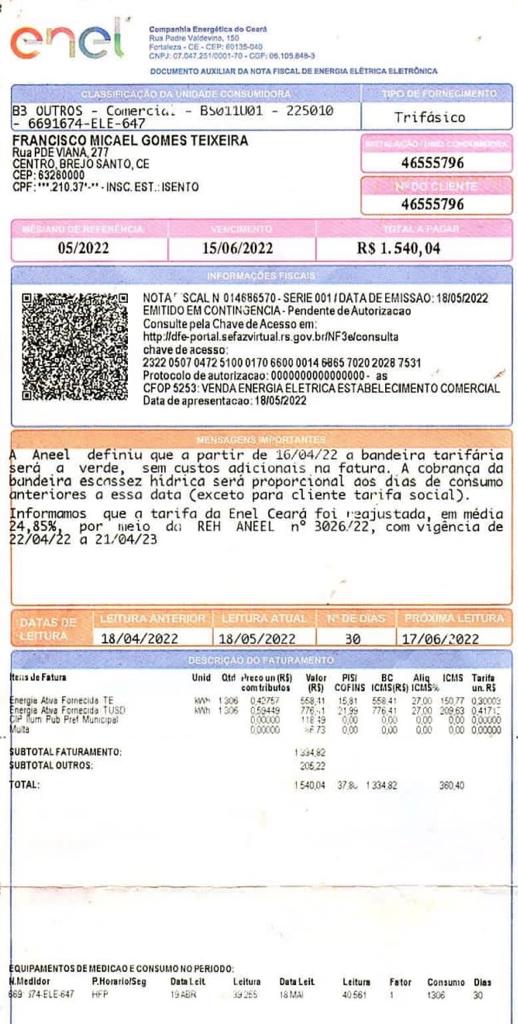 enel
Companhia Energética do Ceará
Rua Padre Valdevino, 150
Fortaleza - CE - CEP: 60135-040
CNPJ: 07.047.251/0001-70 - CGF: 06.105.848-3
DOCUMENTO AUXILIAR DA NOTA FISCAL DE ENERGIA ELÉTRICA ELETRÔNICA
CLASSIFICAÇÃO DA UNIDADE CONSUMIDORA
TIPO DE FORNECIMENTO
B3 OUTROS - Comercial - B5011U01 - 225010
- 6691674-ELE-647
Trifásico
FRANCISCO MICAEL GOMES TEIXEIRA
Rua PDE VIANA, 277
CENTRO, BREJO SANTO, CE
CEP: 63260000
CPF: ***.210.37*-** - INSC. EST.: ISENTO
46555796
Nº DO CLIENTE
46555796
MÊS/ANO DE REFERÊNCIA VENCIMENTO TOTAL A PAGAR
05/2022 15/06/2022 R$ 1.540,04
INFORMAÇÕES FISCAIS
NOTA SCAL N 014686570 - SERIE 001 / DATA DE EMISSAO: 18/05/2022
EMITIDO EM CONTINGENCIA - Pendente de Autorizacao
Consulte pela Chave de Acesso em:
http://dfe-portal.sefazvirtual.rs.gov.br/NF3e/consulta
chave de acesso:
2322 0507 0472 5100 0170 6600 0014 6865 7020 2028 7531
Protocolo de autorizacao: 0000000000000000 - as
CFOP 5253: VENDA ENERGIA ELETRICA ESTABELECIMENTO COMERCIAL
Data de apresentacao: 18/05/2022
MENSAGENS IMPORTANTES
A Aneel definiu que a partir de 16/04/22 a bandeira tarifária
será a verde, sem custos adicionais na fatura. A cobrança da
bandeira escassez hídrica será proporcional aos dias de consumo
anteriores a essa data (exceto para cliente tarifa social).
Informamos que a tarifa da Enel Ceará foi reajustada, em média
24,85%, por meio da REH ANEEL nº 3026/22, com vigência de
22/04/22 a 21/04/23
DATAS DE LEITURA
LEITURA ANTERIOR LEITURA ATUAL Nº DE DIAS PRÓXIMA LEITURA
18/04/2022 18/05/2022 30 17/06/2022
DESCRIÇÃO DO FATURAMENTO
Itens de Fatura Unid Qtd Preco un (R$) com tributos Valor (R$) PIS/ COFINS BC ICMS(R$) Aliq ICMS% ICMS Tarifa un. R$
Energia Ativa Fornecida TE kWh 1.306 0,42757 558,41 15,81 558,41 27,00 150,77 0,30003
Energia Ativa Fornecida TUSD kWh 1.306 0,59449 776,41 21,99 776,41 27,00 209,63
CIP Ilum Pub Pref Municipal 0,00000 118,49 0,00 0,00 0,00 0,00
Multa 0,00000 0,00 0,00 0,00 0,00
SUBTOTAL FATURAMENTO: 1.334,82
SUBTOTAL OUTROS: 205,22
TOTAL: 1.540,04 1.334,82 360,40
EQUIPAMENTOS DE MEDICAO E CONSUMO NO PERIODO:
N.Medidor P.Horario/Seg Data Leit. Leitura Data Leit. Leitura Fator Consumo Dias
HFP 19 ABR 39.255 18 MAI 40.561 1 1306 30